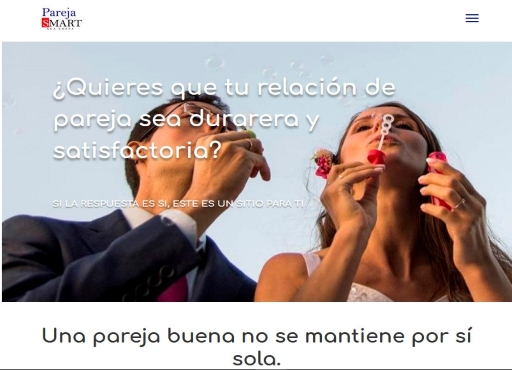 Pareja
SMART
¿Quieres que tu relación de
pareja sea durarera y
satisfactoria?
SI LA RESPUESTA ES SI, ESTE ES UN SITIO PARA TI
Una pareja buena no se mantiene por sí
sola.